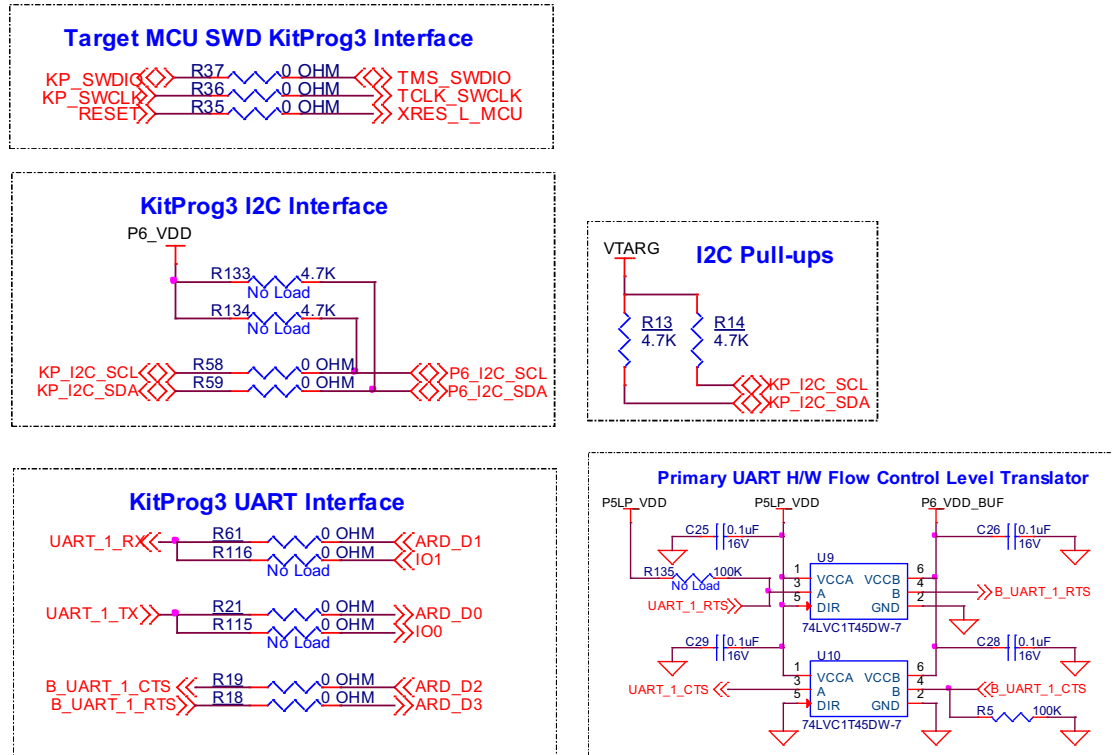 Target MCU SWD KitProg3 Interface
KP_SWDIO R37 0 OHM TMS_SWDIO
KP_SWCLK R36 0 OHM TCLK_SWCLK
RESET R35 0 OHM XRES_L_MCU
KitProg3 I2C Interface
P6_VDD
R133 4.7K
No Load
R134 4.7K
No Load
KP_I2C_SCL R58 0 OHM P6_I2C_SCL
KP_I2C_SDA R59 0 OHM P6_I2C_SDA
VTARG I2C Pull-ups
R13 R14
4.7K 4.7K
KP_I2C_SCL
KP_I2C_SDA
KitProg3 UART Interface
UART_1_RX R61 0 OHM ARD_D1
R116 0 OHM IO1
No Load
UART_1_TX R21 0 OHM ARD_D0
R115 0 OHM IO0
No Load
B_UART_1_CTS R19 0 OHM ARD_D2
B_UART_1_RTS R18 0 OHM ARD_D3
Primary UART H/W Flow Control Level Translator
P5LP_VDD P5LP_VDD P6_VDD_BUF
C25 0.1uF C26 0.1uF
16V 16V
U9
R135 100K 1 VCCA VCCB 6
No Load 3 A B 4 B_UART_1_RTS
UART_1_RTS 5 DIR GND 2
74LVC1T45DW-7
C29 0.1uF C28 0.1uF
16V 16V
U10
1 VCCA VCCB 6
UART_1_CTS 3 A B 4 B_UART_1_CTS
5 DIR GND 2
R5 100K
74LVC1T45DW-7